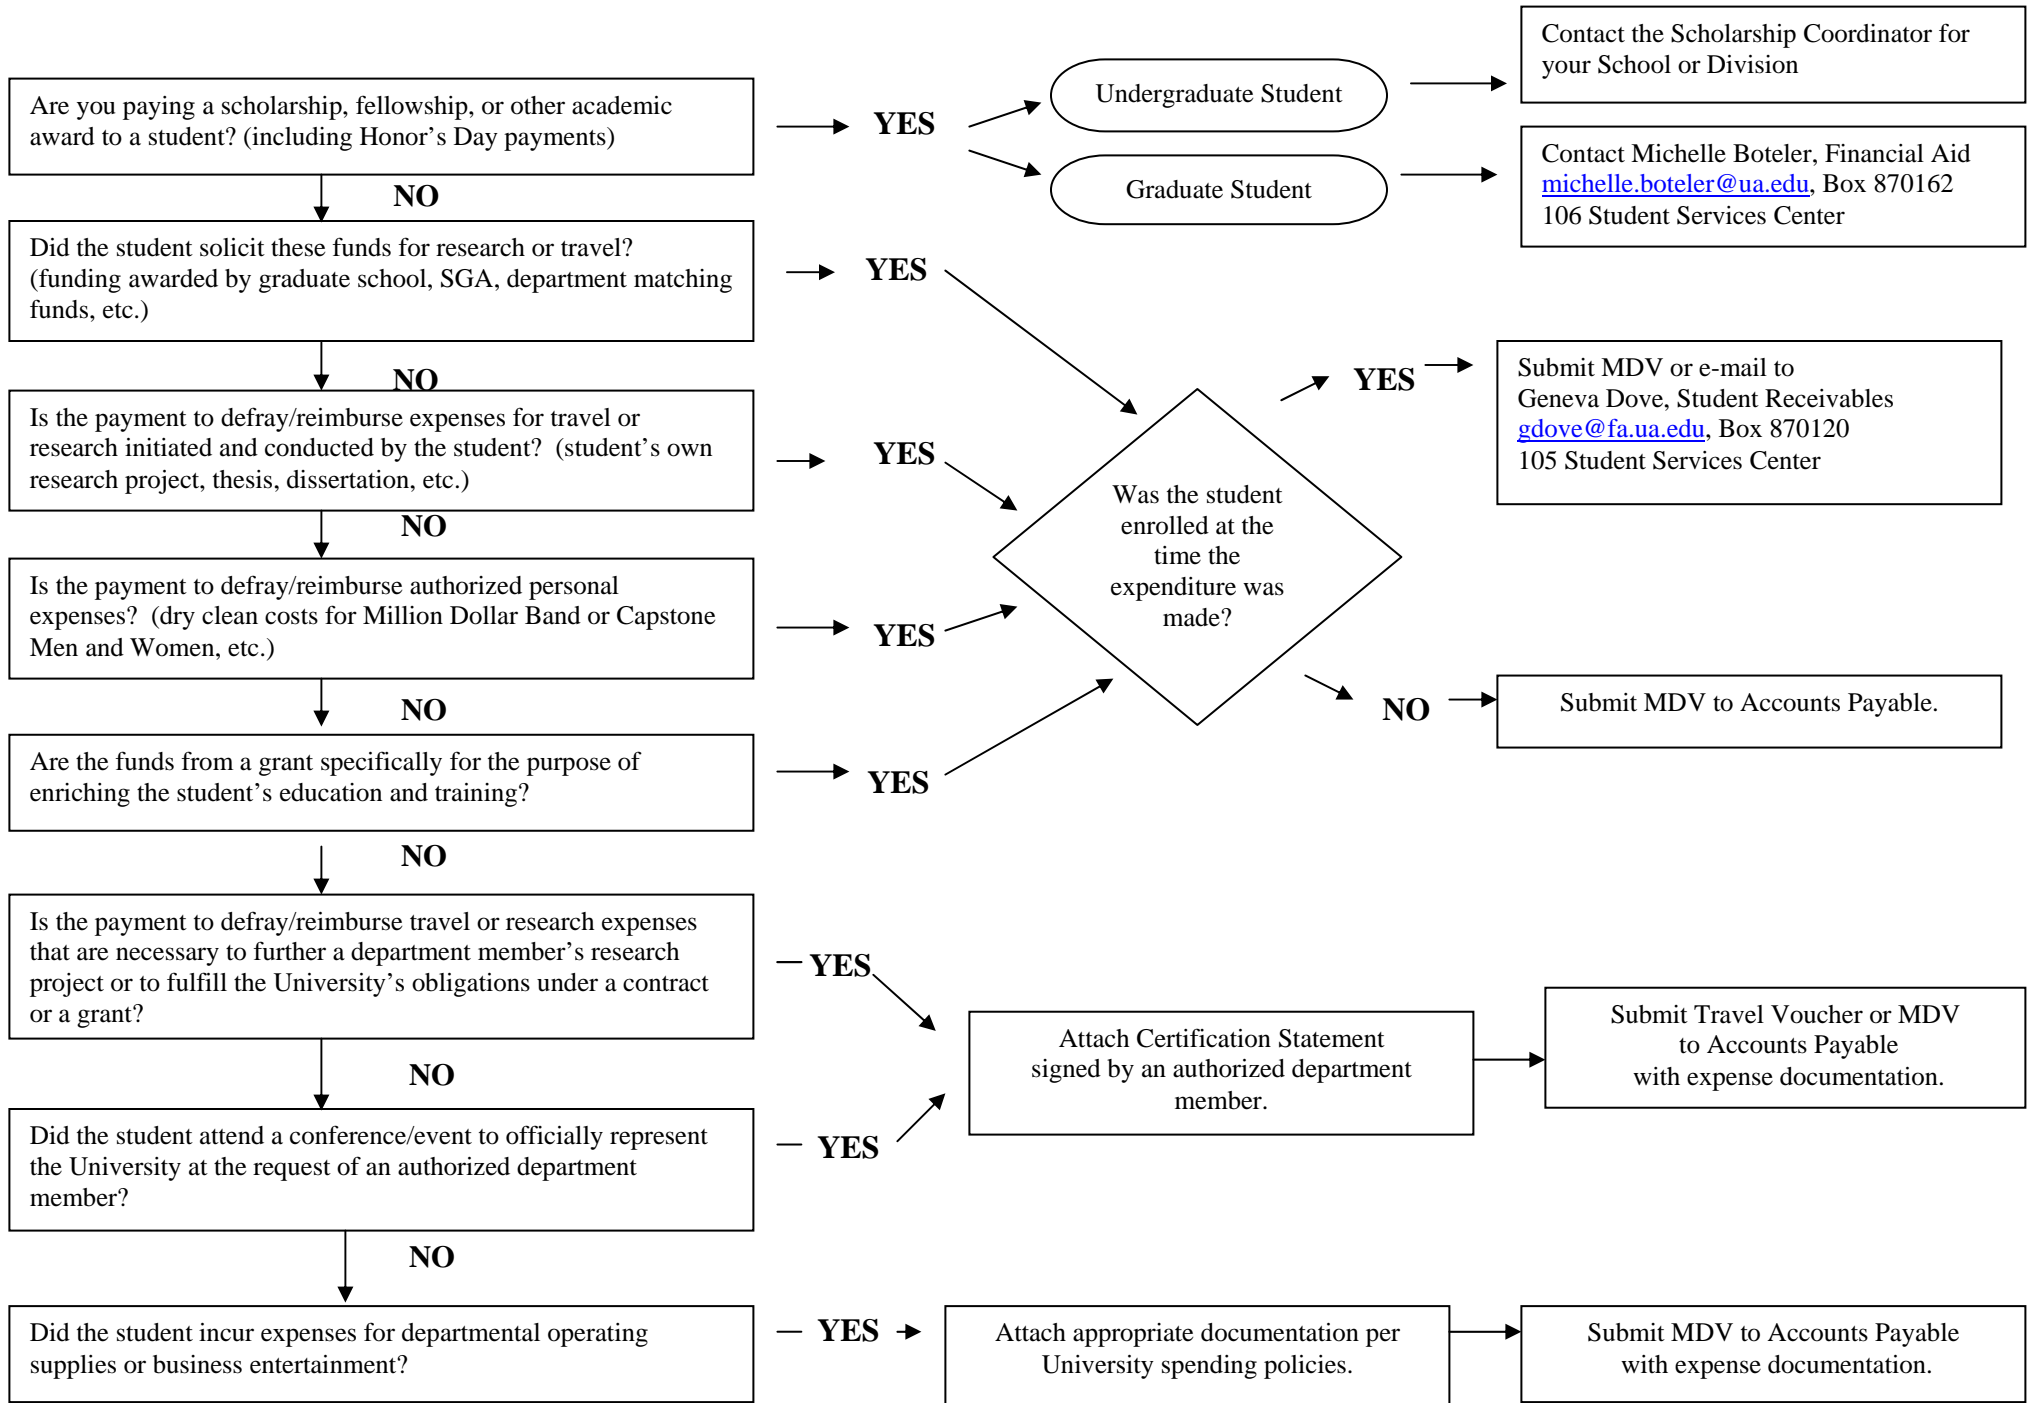 Are you paying a scholarship, fellowship, or other academic
award to a student? (including Honor’s Day payments)
YES
Undergraduate Student
Contact the Scholarship Coordinator for
your School or Division
Graduate Student
Contact Michelle Boteler, Financial Aid
michelle.boteler@ua.edu, Box 870162
106 Student Services Center
NO
Did the student solicit these funds for research or travel?
(funding awarded by graduate school, SGA, department matching
funds, etc.)
YES
NO
Is the payment to defray/reimburse expenses for travel or
research initiated and conducted by the student?  (student’s own
research project, thesis, dissertation, etc.)
YES
NO
Is the payment to defray/reimburse authorized personal
expenses?  (dry clean costs for Million Dollar Band or Capstone
Men and Women, etc.)
YES
NO
Are the funds from a grant specifically for the purpose of
enriching the student’s education and training?
YES
Was the student
enrolled at the
time the
expenditure was
made?
YES
Submit MDV or e-mail to
Geneva Dove, Student Receivables
gdove@fa.ua.edu, Box 870120
105 Student Services Center
NO
Submit MDV to Accounts Payable.
NO
Is the payment to defray/reimburse travel or research expenses
that are necessary to further a department member’s research
project or to fulfill the University’s obligations under a contract
or a grant?
YES
NO
Did the student attend a conference/event to officially represent
the University at the request of an authorized department
member?
YES
Attach Certification Statement
signed by an authorized department
member.
Submit Travel Voucher or MDV
to Accounts Payable
with expense documentation.
NO
Did the student incur expenses for departmental operating
supplies or business entertainment?
YES
Attach appropriate documentation per
University spending policies.
Submit MDV to Accounts Payable
with expense documentation.